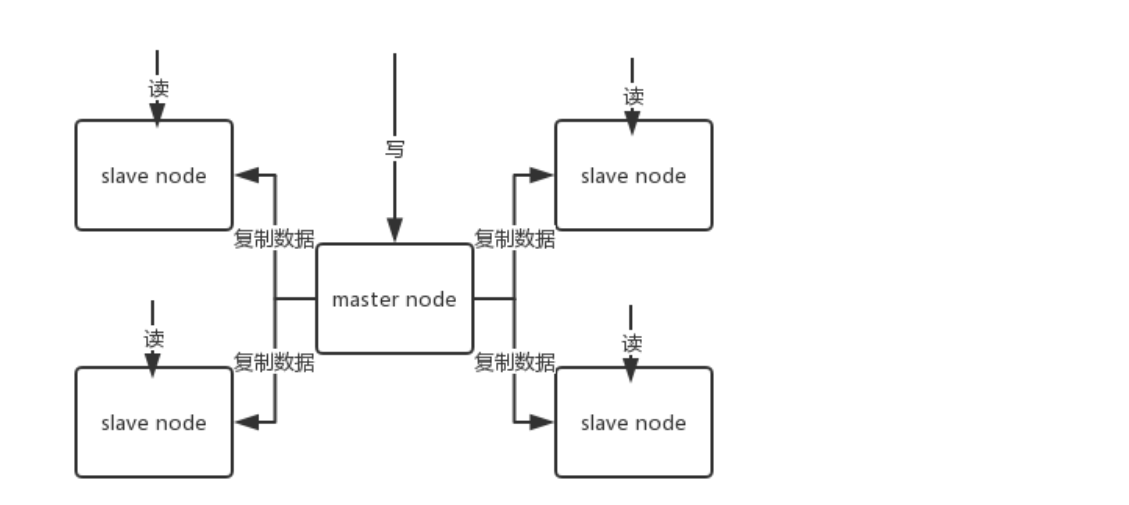 读
读
写
slave node
slave node
复制数据
复制数据
master node
读
读
复制数据
复制数据
slave node
slave node